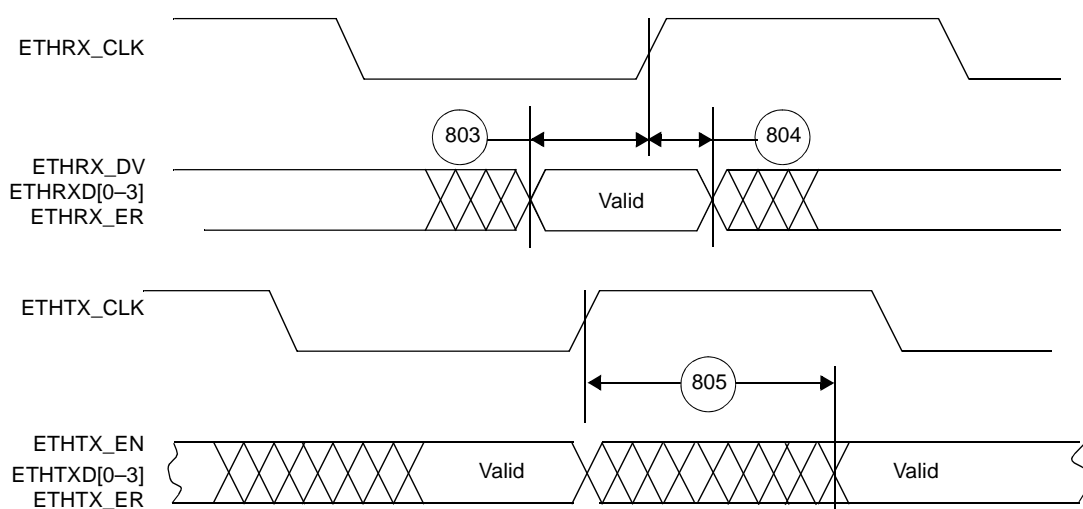 ETHRX_CLK
803
804
ETHRX_DV
ETHRXD[0–3]
ETHRX_ER
Valid
ETHTX_CLK
805
ETHTX_EN
ETHTXD[0–3]
ETHTX_ER
Valid
Valid